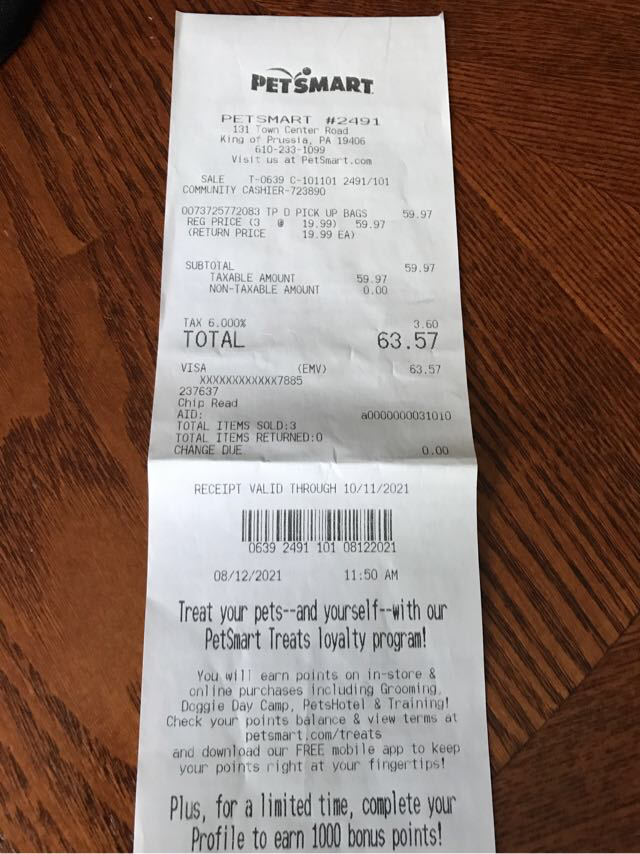 PETSMART
PETSMART #2491
131 Town Center Road
King of Prussia, PA 19406
610-233-1099
Visit us at PetSmart.com
SALE T-0639 C-101101 2491/101
COMMUNITY CASHIER-723890
0073725772083 TP D PICK UP BAGS 59.97
REG PRICE (3 @ 19.99) 59.97
(RETURN PRICE 19.99 EA)
SUBTOTAL 59.97
TAXABLE AMOUNT 59.97
NON-TAXABLE AMOUNT 0.00
TAX 6.000% 3.60
TOTAL 63.57
VISA (EMV) 63.57
XXXXXXXXXXXX7885
237637
Chip Read
AID: a0000000031010
TOTAL ITEMS SOLD:3
TOTAL ITEMS RETURNED:0
CHANGE DUE 0.00
RECEIPT VALID THROUGH 10/11/2021
0639 2491 101 08122021
08/12/2021 11:50 AM
Treat your pets--and yourself--with our
PetSmart Treats loyalty program!
You will earn points on in-store &
online purchases including Grooming,
Doggie Day Camp, PetsHotel & Training!
Check your points balance & view terms at
petsmart.com/treats
and download our FREE mobile app to keep
your points right at your fingertips!
Plus, for a limited time, complete your
Profile to earn 1000 bonus points!